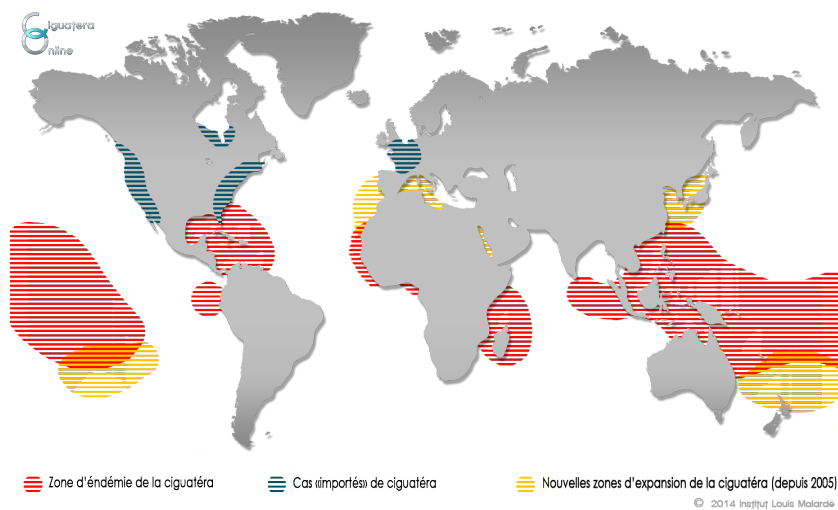 Ciguatera
Online
Zone d'éndémie de la ciguatéra
Cas «importés» de ciguatéra
Nouvelles zones d'expansion de la ciguatéra (depuis 2005)
© 2014 Institut Louis Malardé